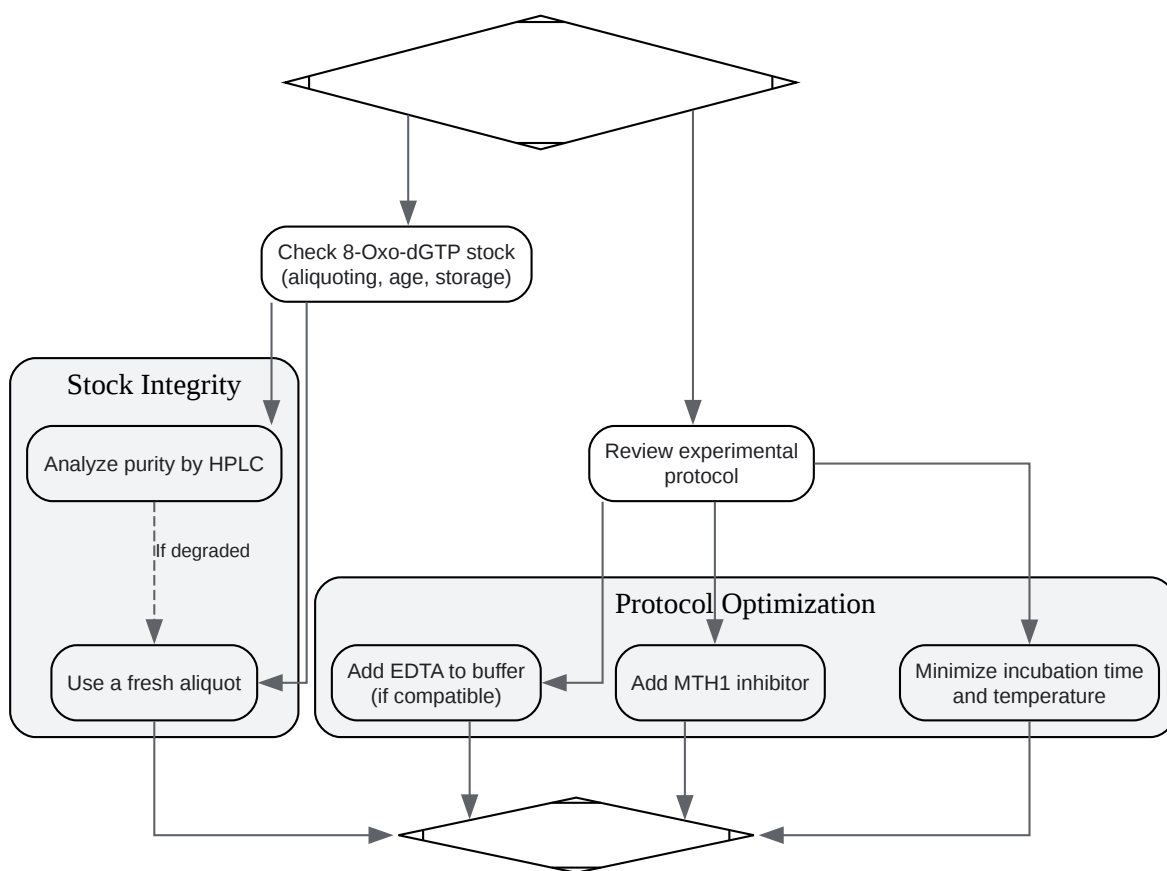 Check 8-Oxo-dGTP stock
(aliquoting, age, storage)
Stock Integrity
Analyze purity by HPLC
If degraded
Use a fresh aliquot
Review experimental
protocol
Protocol Optimization
Add EDTA to buffer
(if compatible)
Add MTH1 inhibitor
Minimize incubation time
and temperature